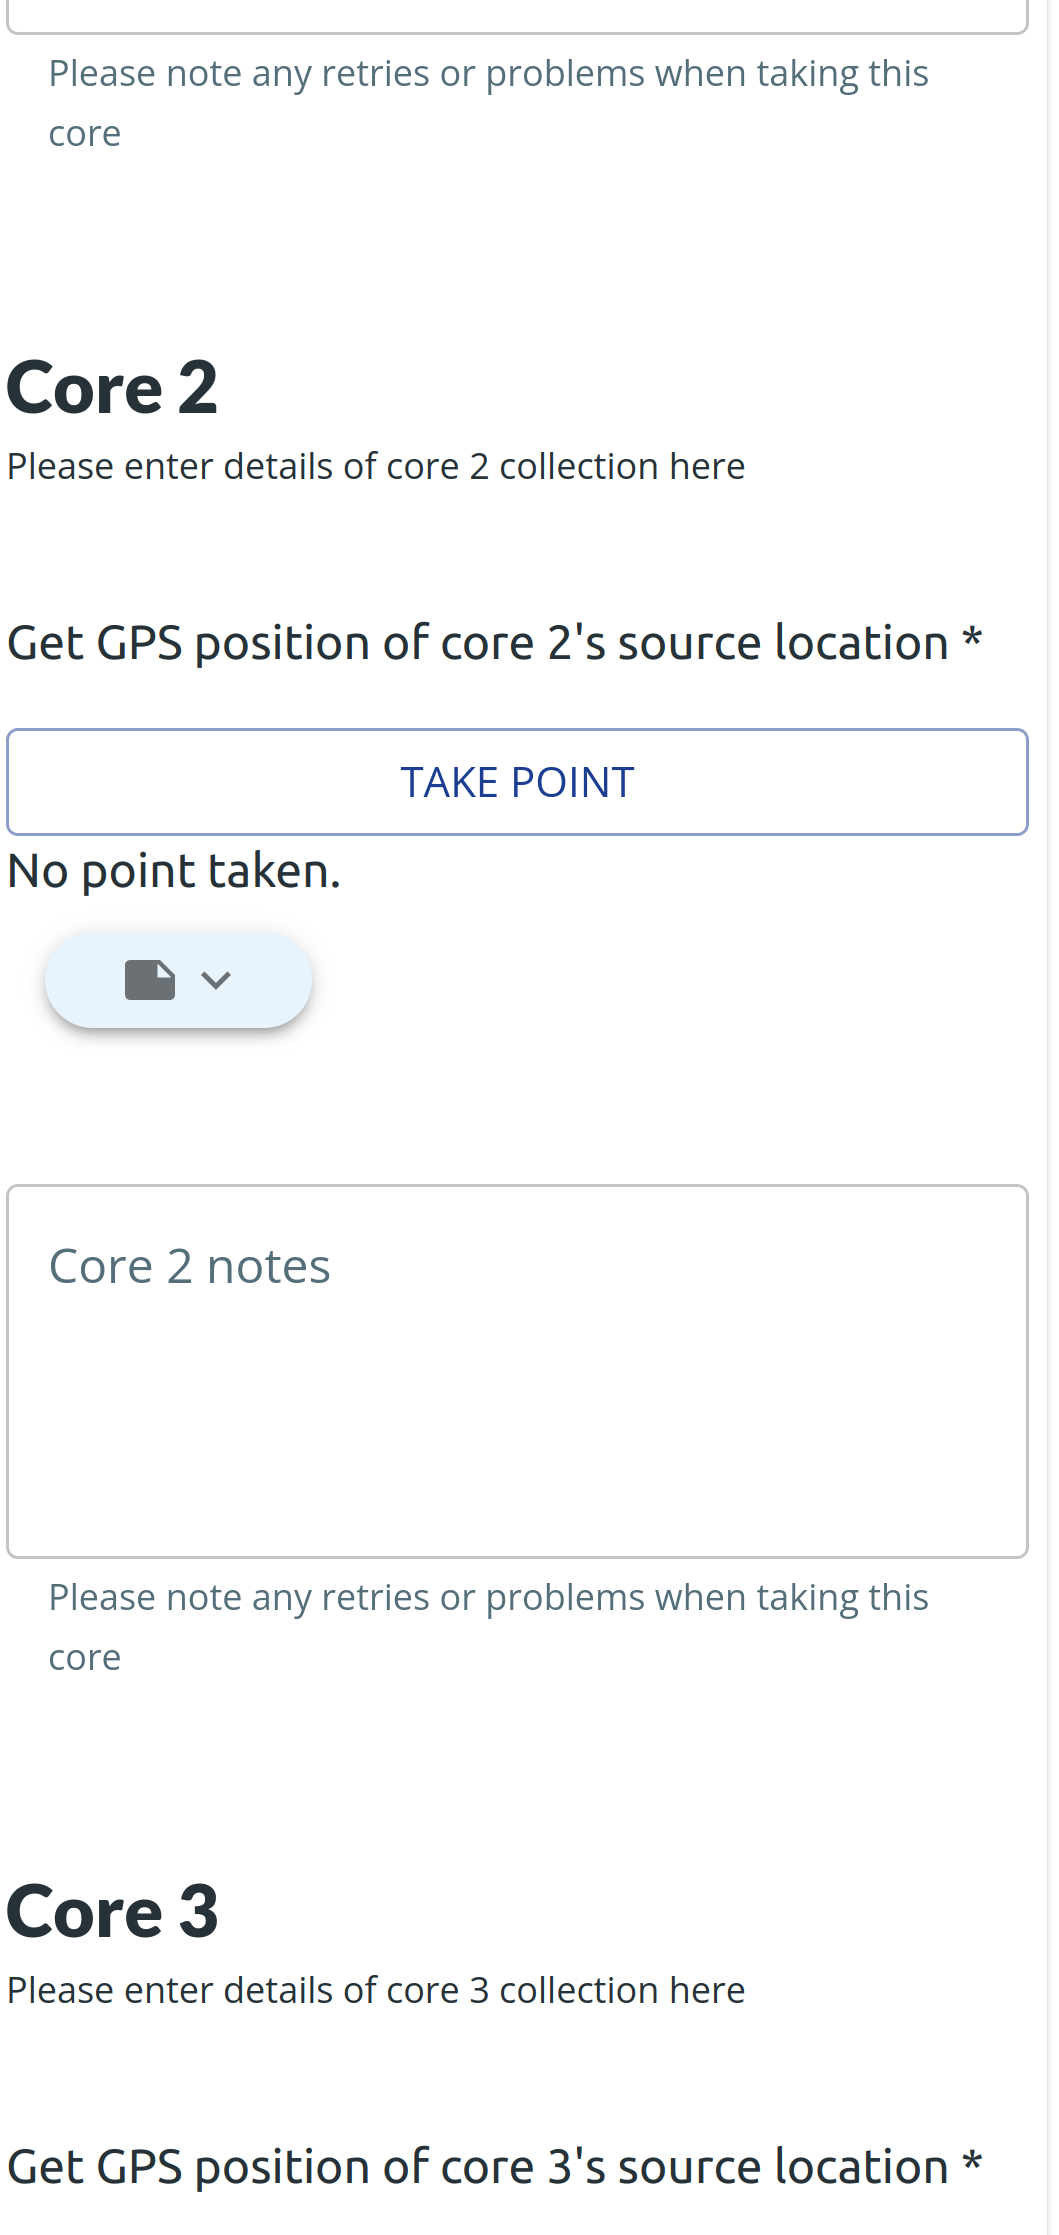 Please note any retries or problems when taking this
core
Core 2
Please enter details of core 2 collection here
Get GPS position of core 2's source location *
TAKE POINT
No point taken.
Core 2 notes
Please note any retries or problems when taking this
core
Core 3
Please enter details of core 3 collection here
Get GPS position of core 3's source location *